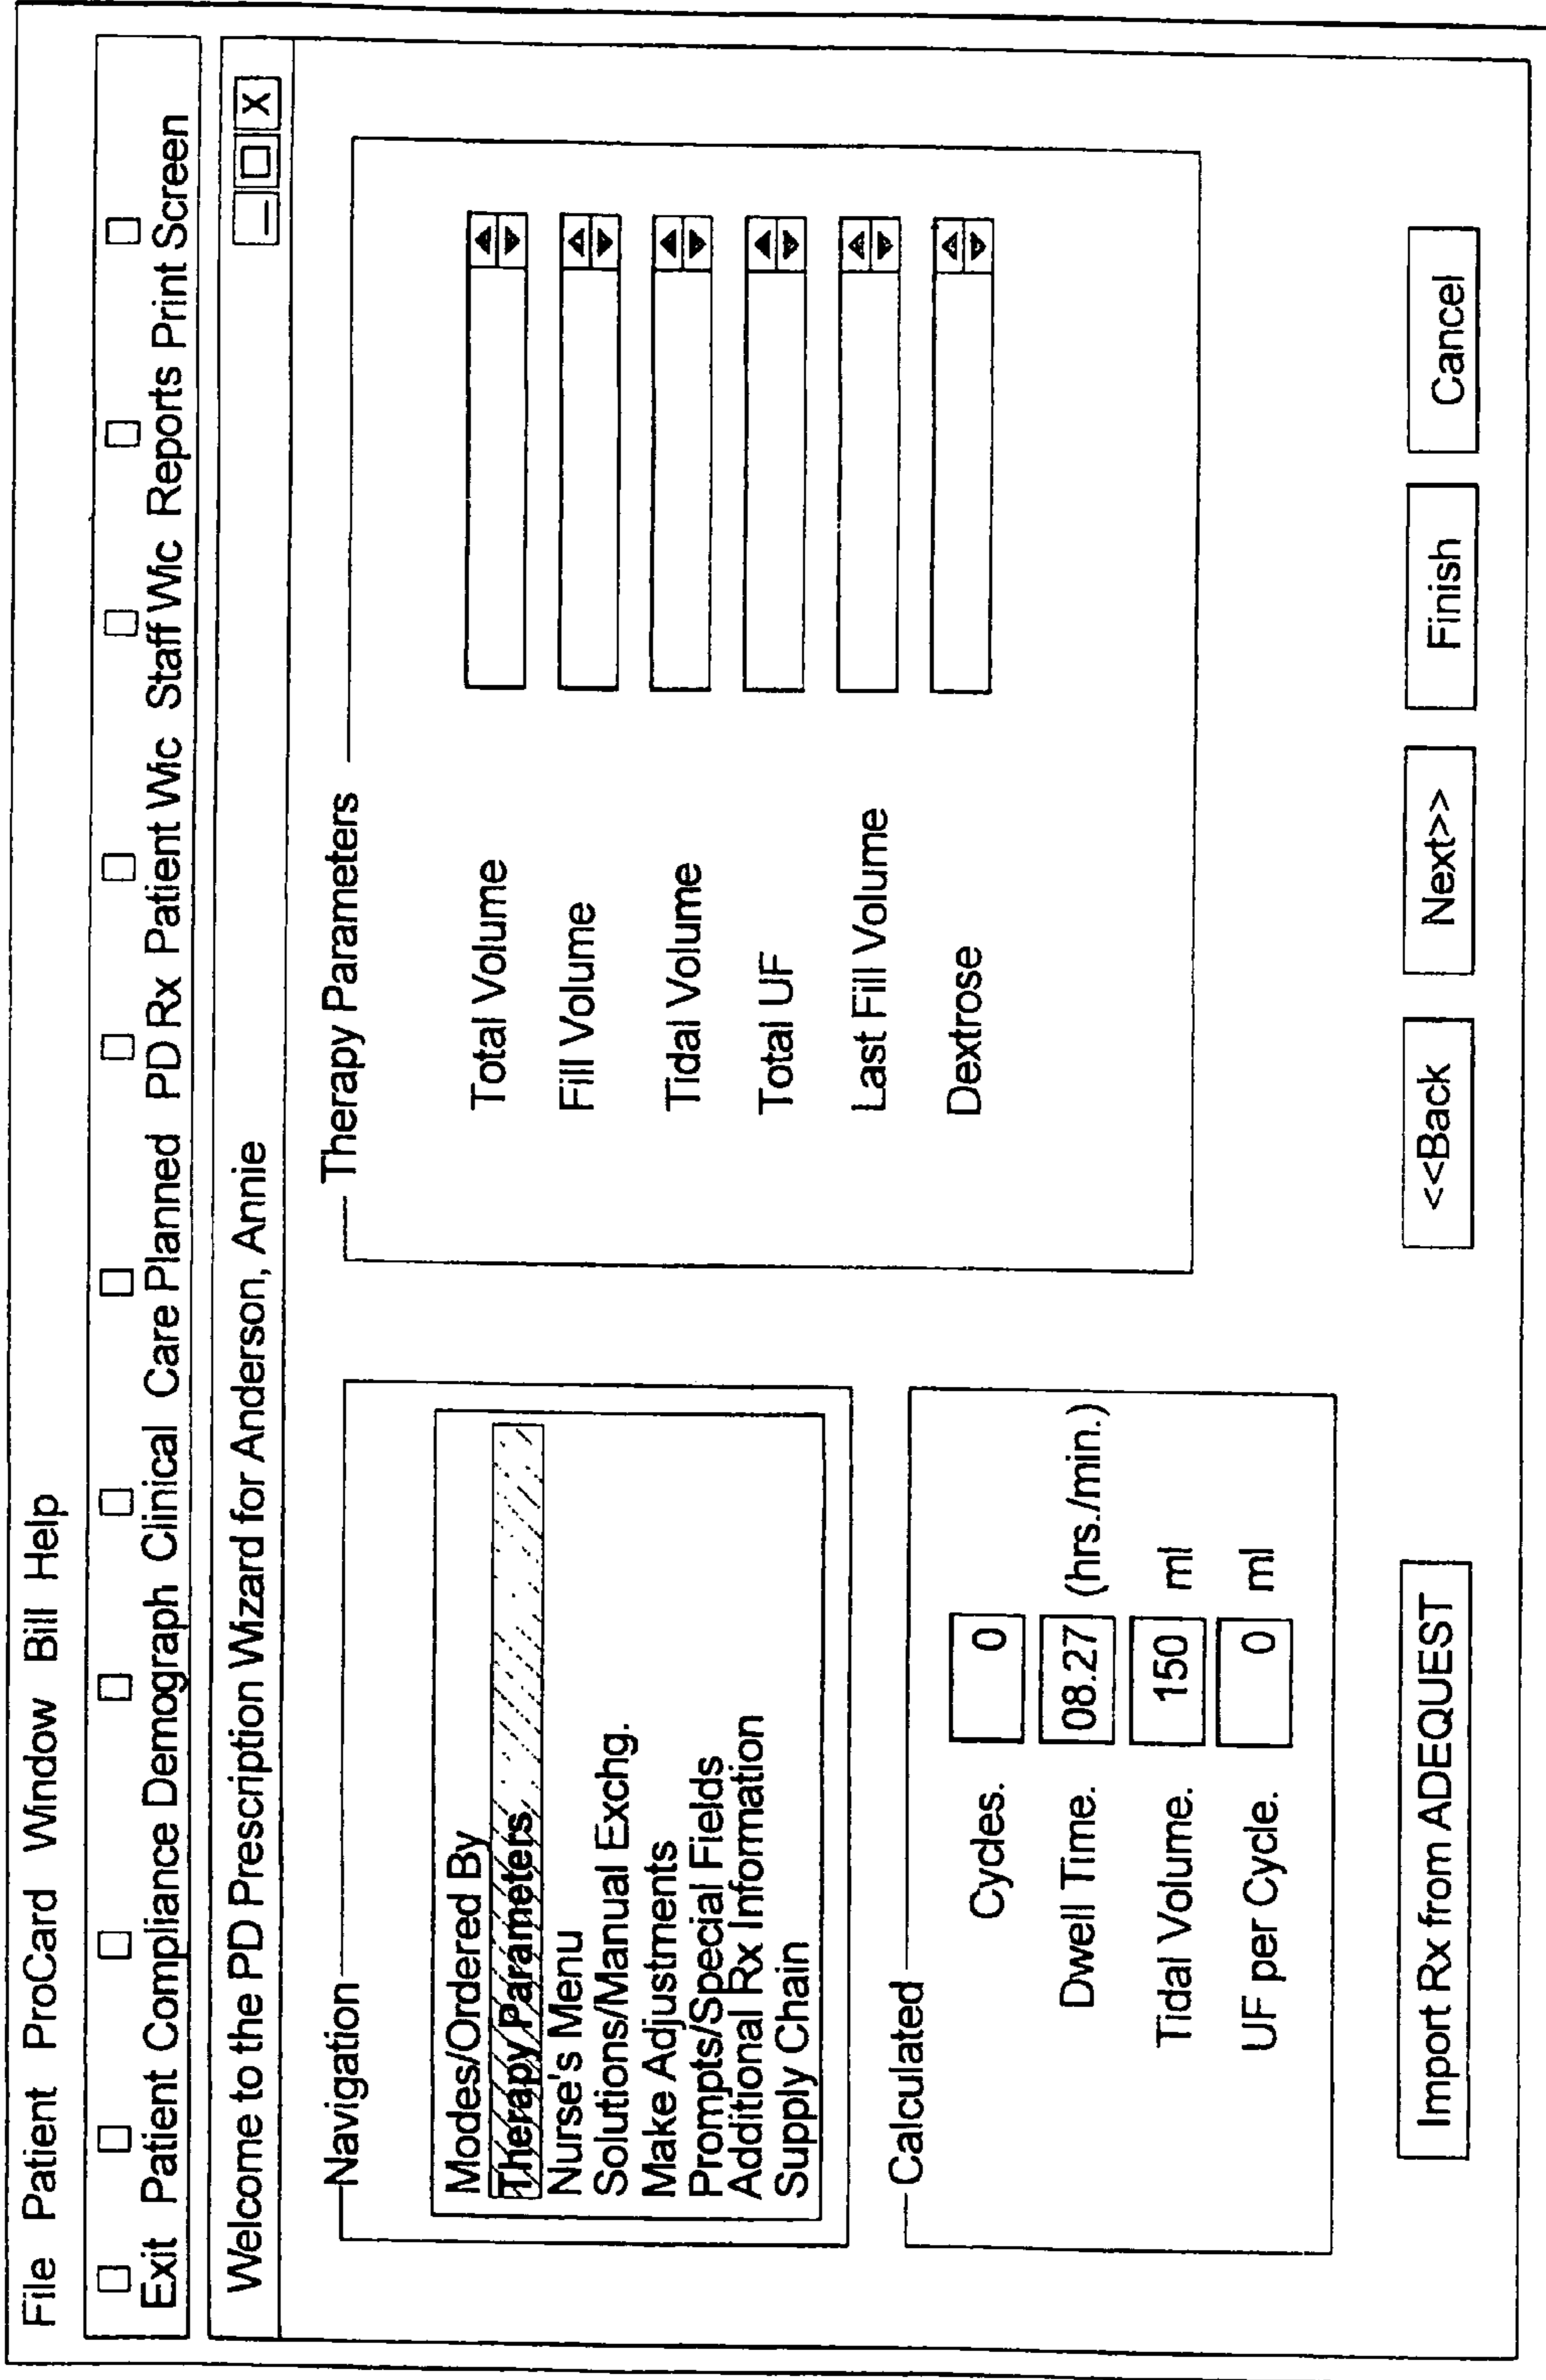 File Patient ProCard Window Bill Help
Exit Patient Compliance Demograph Clinical Care Planned PD Rx Patient Wic Staff Wic Reports Print Screen
Welcome to the PD Prescription Wizard for Anderson, Annie
Navigation
Modes/Ordered By
Therapy Parameters
Nurse's Menu
Solutions/Manual Exchg.
Make Adjustments
Prompts/Special Fields
Additional Rx Information
Supply Chain
Calculated
Cycles. 0
Dwell Time. 08.27 (hrs./min.)
Tidal Volume. 150 ml
UF per Cycle. 0 ml
Therapy Parameters
Total Volume
Fill Volume
Tidal Volume
Total UF
Last Fill Volume
Dextrose
Import Rx from ADEQUEST <<Back Next>> Finish Cancel